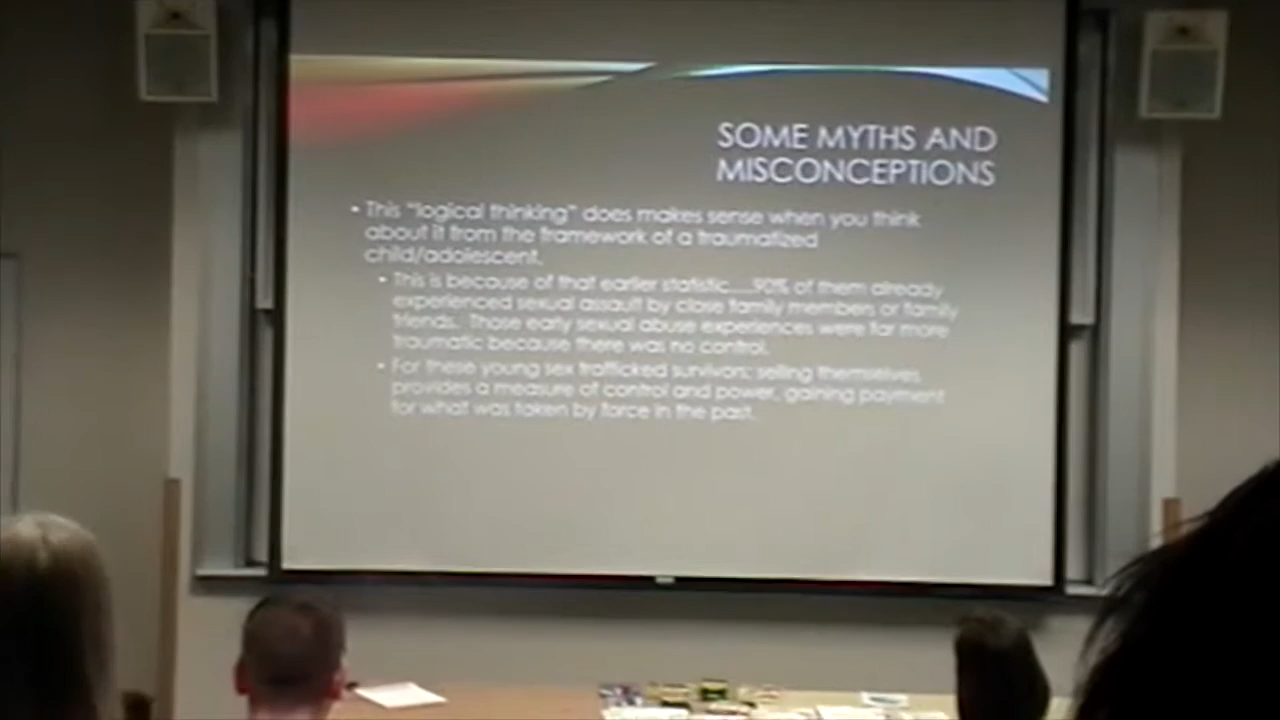 SOME MYTHS AND
MISCONCEPTIONS
• This "logical thinking" does makes sense when you think
about it from the framework of a traumatized
child/adolescent.
• This is because of that earlier statistic....90% of them already
experienced sexual assault by close family members or family
friends. Those early sexual abuse experiences were far more
traumatic because there was no control.
• For these young sex trafficked survivors; selling themselves
provides a measure of control and power, gaining payment
for what was taken by force in the past.